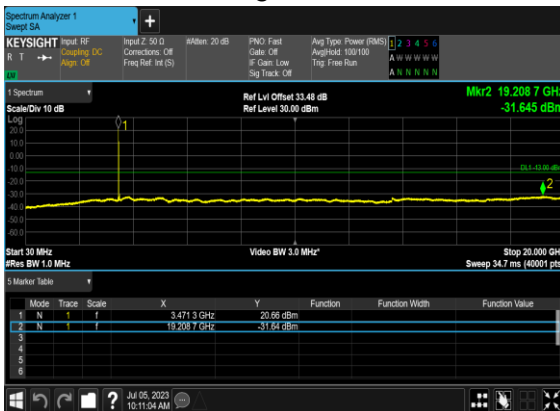 Spectrum Analyzer 1
Swept SA
KEYSIGHT Input: RF Input Z: 50 Ω #Atten: 20 dB PNO: Fast Avg Type: Power (RMS) 1 2 3 4 5 6
R T Coupling: DC Corrections: Off Gate: Off Avg|Hold: 100/100 A W W W W W
Align: Off Freq Ref: Int (S) IF Gain: Low Trig: Free Run
Sig Track: Off A N N N N N
LXI
1 Spectrum Ref Lvl Offset 33.48 dB Mkr2 19.208 7 GHz
Scale/Div 10 dB Ref Level 30.00 dBm -31.645 dBm
Log
1
20.0
10.0
0.00
-10.0
DL1 -13.00 dBm
-20.0
2
-30.0
-40.0
-50.0
-60.0
Start 30 MHz Video BW 3.0 MHz* Stop 20.000 GHz
#Res BW 1.0 MHz Sweep 34.7 ms (40001 pts)
5 Marker Table
Mode Trace Scale X Y Function Function Width Function Value
1 N 1 f 3.471 3 GHz 20.66 dBm
2 N 1 f 19.208 7 GHz -31.64 dBm
3
4
5
6
? Jul 05, 2023
10:11:04 AM